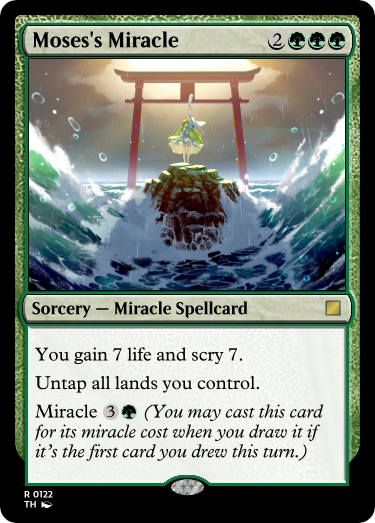 Moses's Miracle 2
Sorcery — Miracle Spellcard
You gain 7 life and scry 7.
Untap all lands you control.
Miracle 3 (You may cast this card
for its miracle cost when you draw it if
it's the first card you drew this turn.)
R 0122
TH